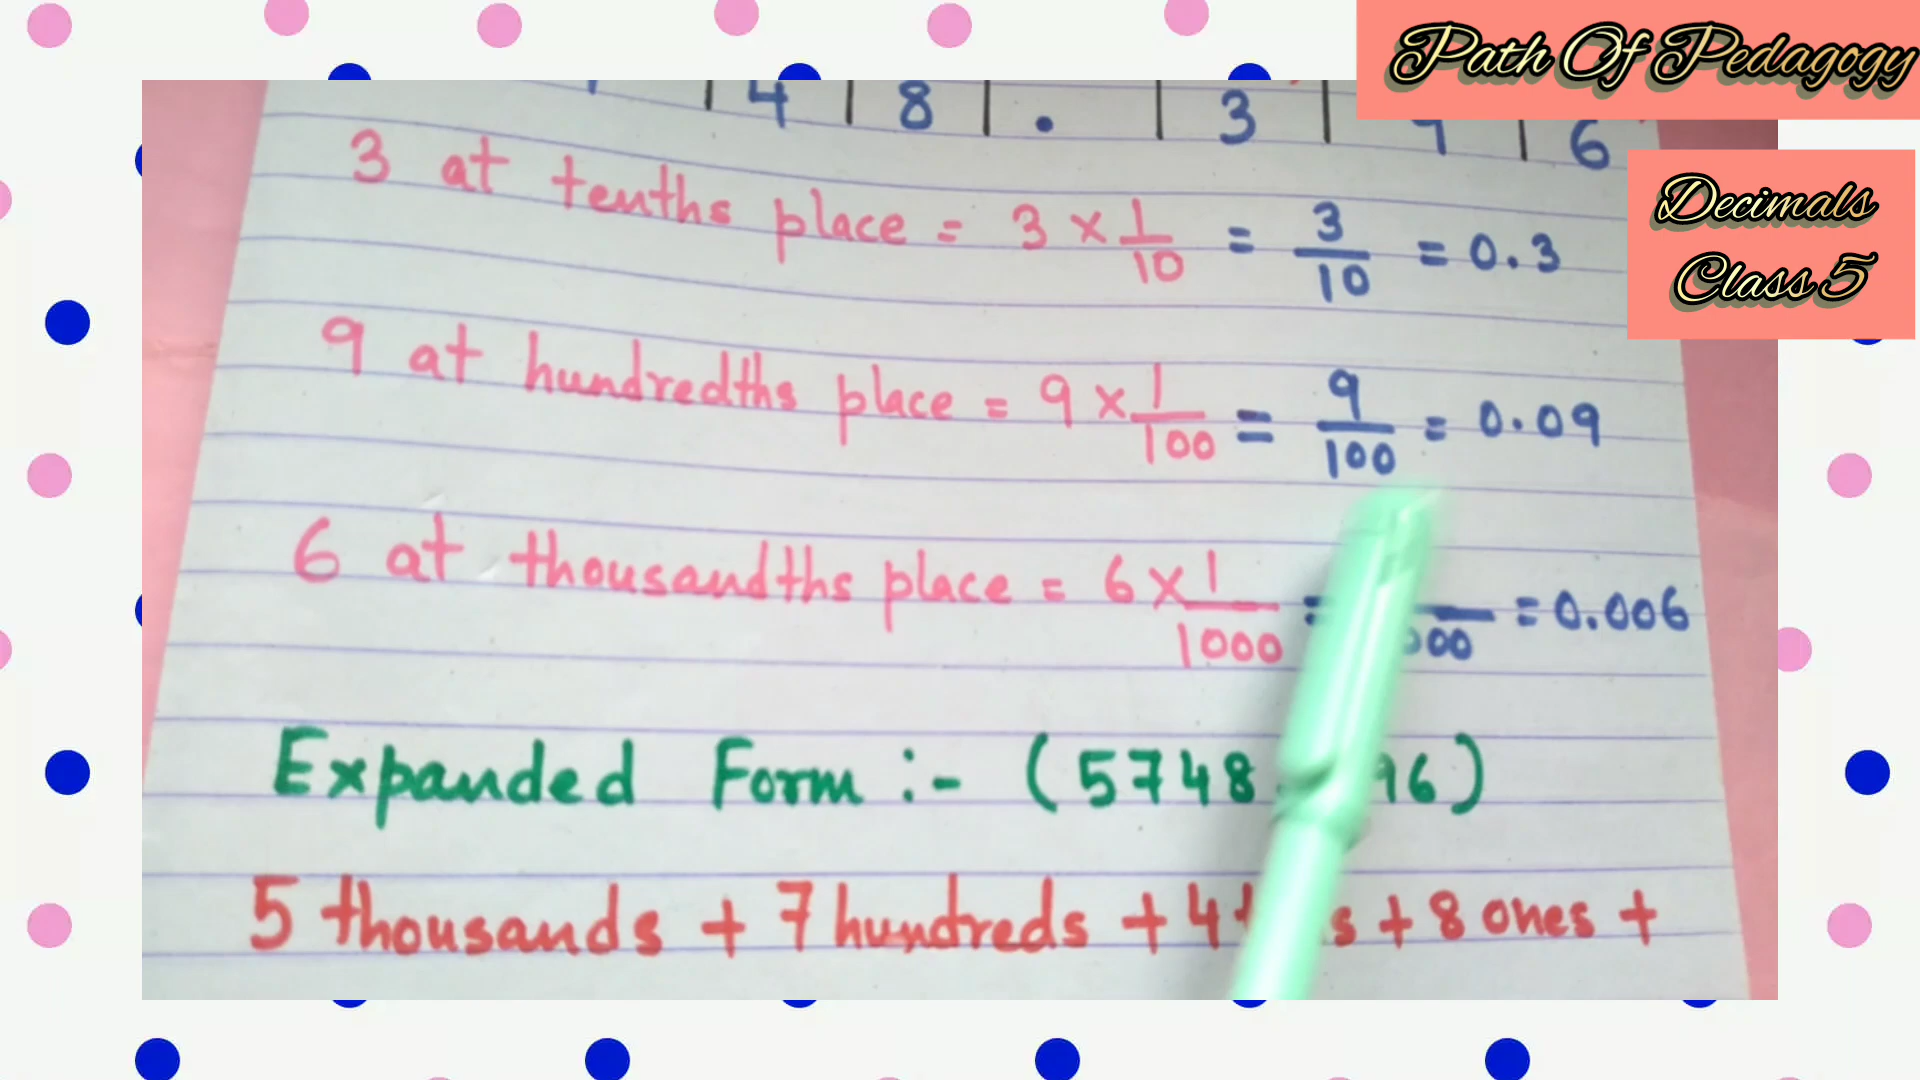 Path Of Pedagogy
4 | 8 | . | 3 | 9 | 6
Decimals
Class 5
3 at tenths place = 3 × 1/10 = 3/10 = 0.3
9 at hundredths place = 9 × 1/100 = 9/100 = 0.09
6 at thousandths place = 6 × 1/1000 = = 0.006
Expanded Form :- (5748 96)
5 thousands + 7 hundreds + 4 + 8 ones +